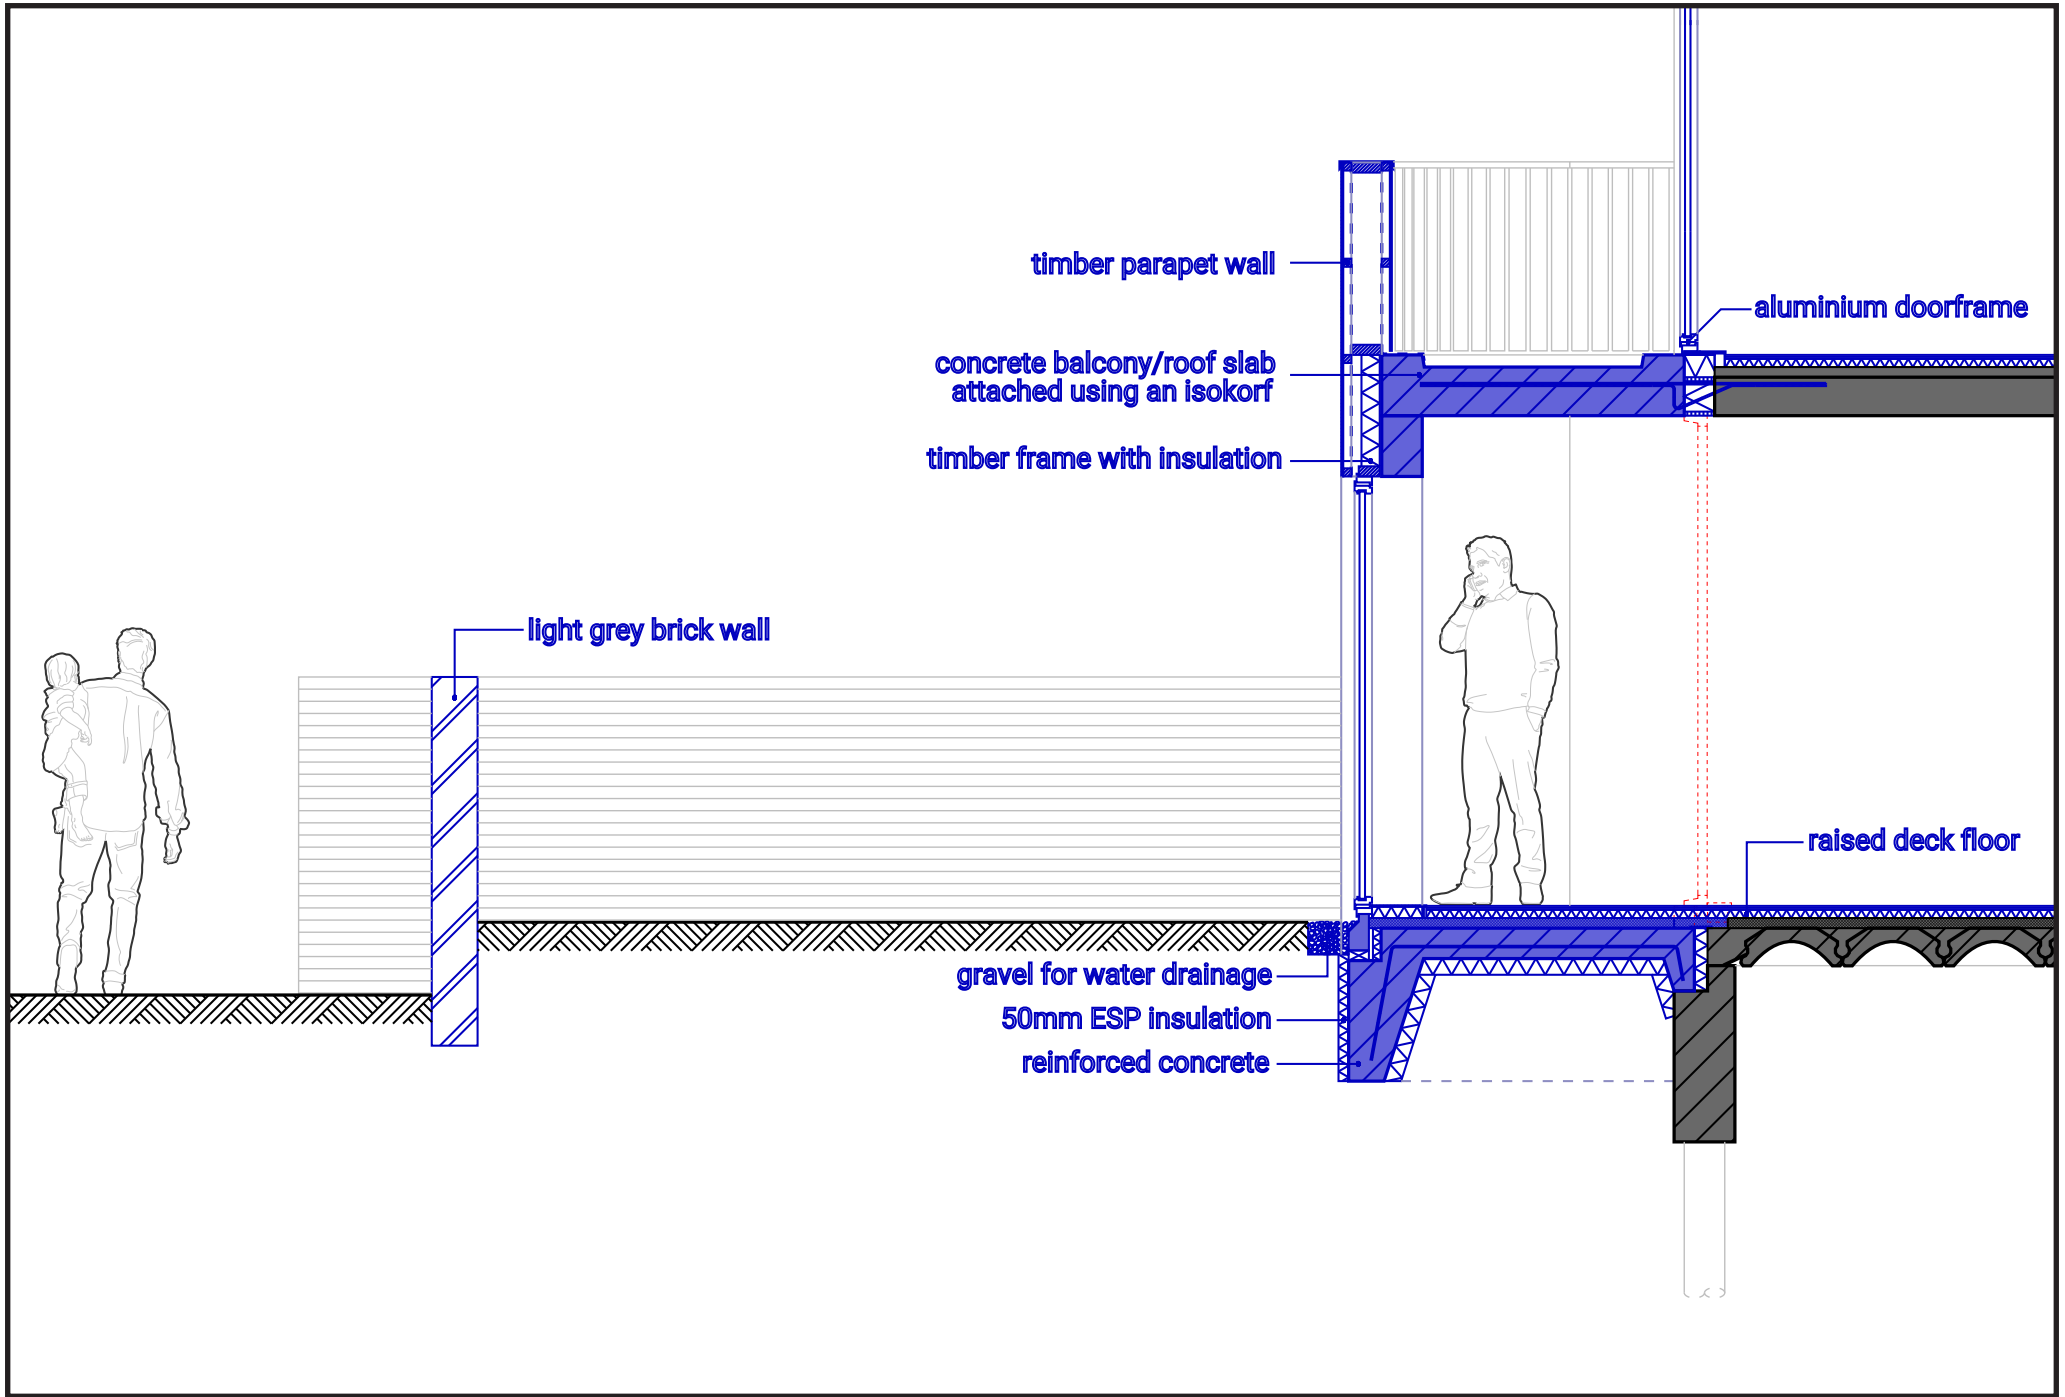 timber parapet wall
aluminium doorframe
concrete balcony/roof slab
attached using an isokorf
timber frame with insulation
light grey brick wall
raised deck floor
gravel for water drainage
50mm ESP insulation
reinforced concrete